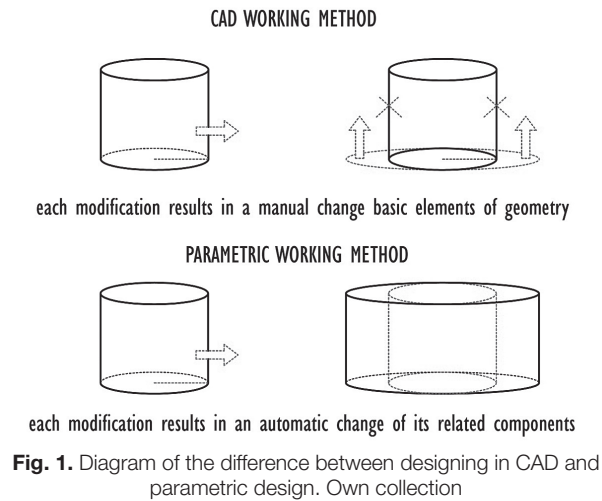 CAD WORKING METHOD
each modification results in a manual change basic elements of geometry
PARAMETRIC WORKING METHOD
each modification results in an automatic change of its related components
Fig. 1. Diagram of the difference between designing in CAD and
parametric design. Own collection